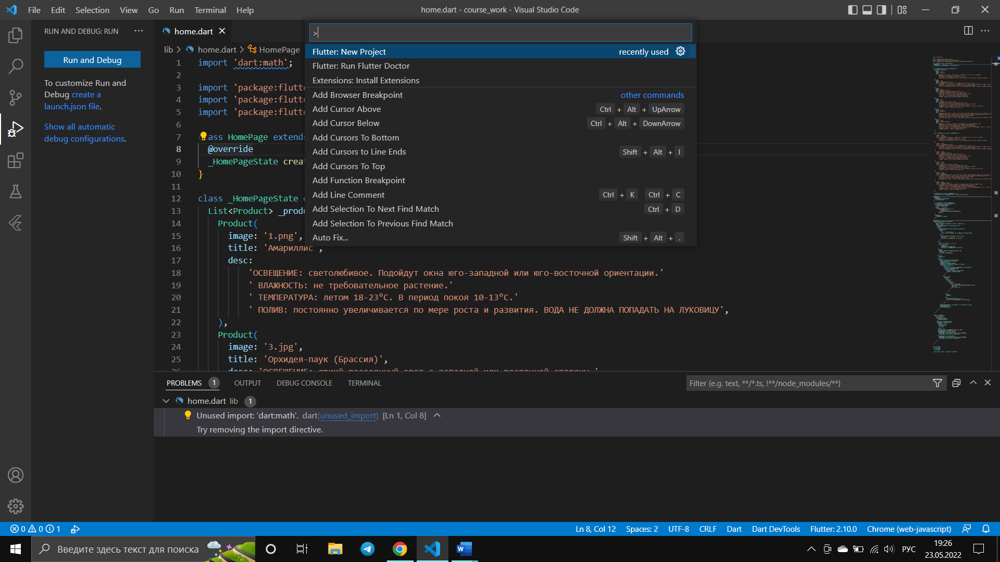 File Edit Selection View Go Run Terminal Help
home.dart - course_work - Visual Studio Code
RUN AND DEBUG: RUN
Run and Debug
To customize Run and
Debug create a
launch.json file.
Show all automatic
debug configurations.
home.dart
lib > home.dart > HomePage
>
Flutter: New Project recently used
Flutter: Run Flutter Doctor
Extensions: Install Extensions
Add Browser Breakpoint other commands
Add Cursor Above Ctrl + Alt + UpArrow
Add Cursor Below Ctrl + Alt + DownArrow
Add Cursors To Bottom
Add Cursors to Line Ends Shift + Alt + I
Add Cursors To Top
Add Function Breakpoint
Add Line Comment Ctrl + K Ctrl + C
Add Selection To Next Find Match Ctrl + D
Add Selection To Previous Find Match
Auto Fix... Shift + Alt + .
1 import 'dart:math';
2
3 import 'package:flutte
4 import 'package:flutte
5 import 'package:flutte
6
7 ass HomePage extends
8 @override
9 _HomePageState creat
10 }
11
12 class _HomePageState
13 List<Product> _produ
14 Product(
15 image: '1.png',
16 title: 'Амариллис',
17 desc:
18 'ОСВЕЩЕНИЕ: светолюбивое. Подойдут окна юго-западной или юго-восточной ориентации.'
19 ' ВЛАЖНОСТЬ: не требовательное растение.'
20 ' ТЕМПЕРАТУРА: летом 18-23°C. В период покоя 10-13°C.'
21 ' ПОЛИВ: постоянно увеличивается по мере роста и развития. ВОДА НЕ ДОЛЖНА ПОПАДАТЬ НА ЛУКОВИЦУ',
22 ),
23 Product(
24 image: '3.jpg',
25 title: 'Орхидея-паук (Брассия)',
26 desc: 'ОСВЕЩЕНИЕ: яркий рассеянный свет с западной или восточной стороны.'
PROBLEMS 1 OUTPUT DEBUG CONSOLE TERMINAL
Filter (e.g. text, **/*.ts, !**/node_modules/**)
home.dart lib 1
Unused import: 'dart:math'. dart(unused_import) [Ln 1, Col 8]
Try removing the import directive.
0 0 1
Ln 8, Col 12 Spaces: 2 UTF-8 CRLF Dart Dart DevTools Flutter: 2.10.0 Chrome (web-javascript)
Введите здесь текст для поиска
РУС
19:26
23.05.2022